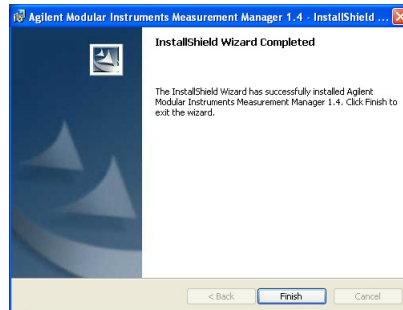 Agilent Modular Instruments Measurement Manager 1.4 - InstallShield ...
InstallShield Wizard Completed
The InstallShield Wizard has successfully installed Agilent
Modular Instruments Measurement Manager 1.4. Click Finish to
exit the wizard.
< Back Finish Cancel